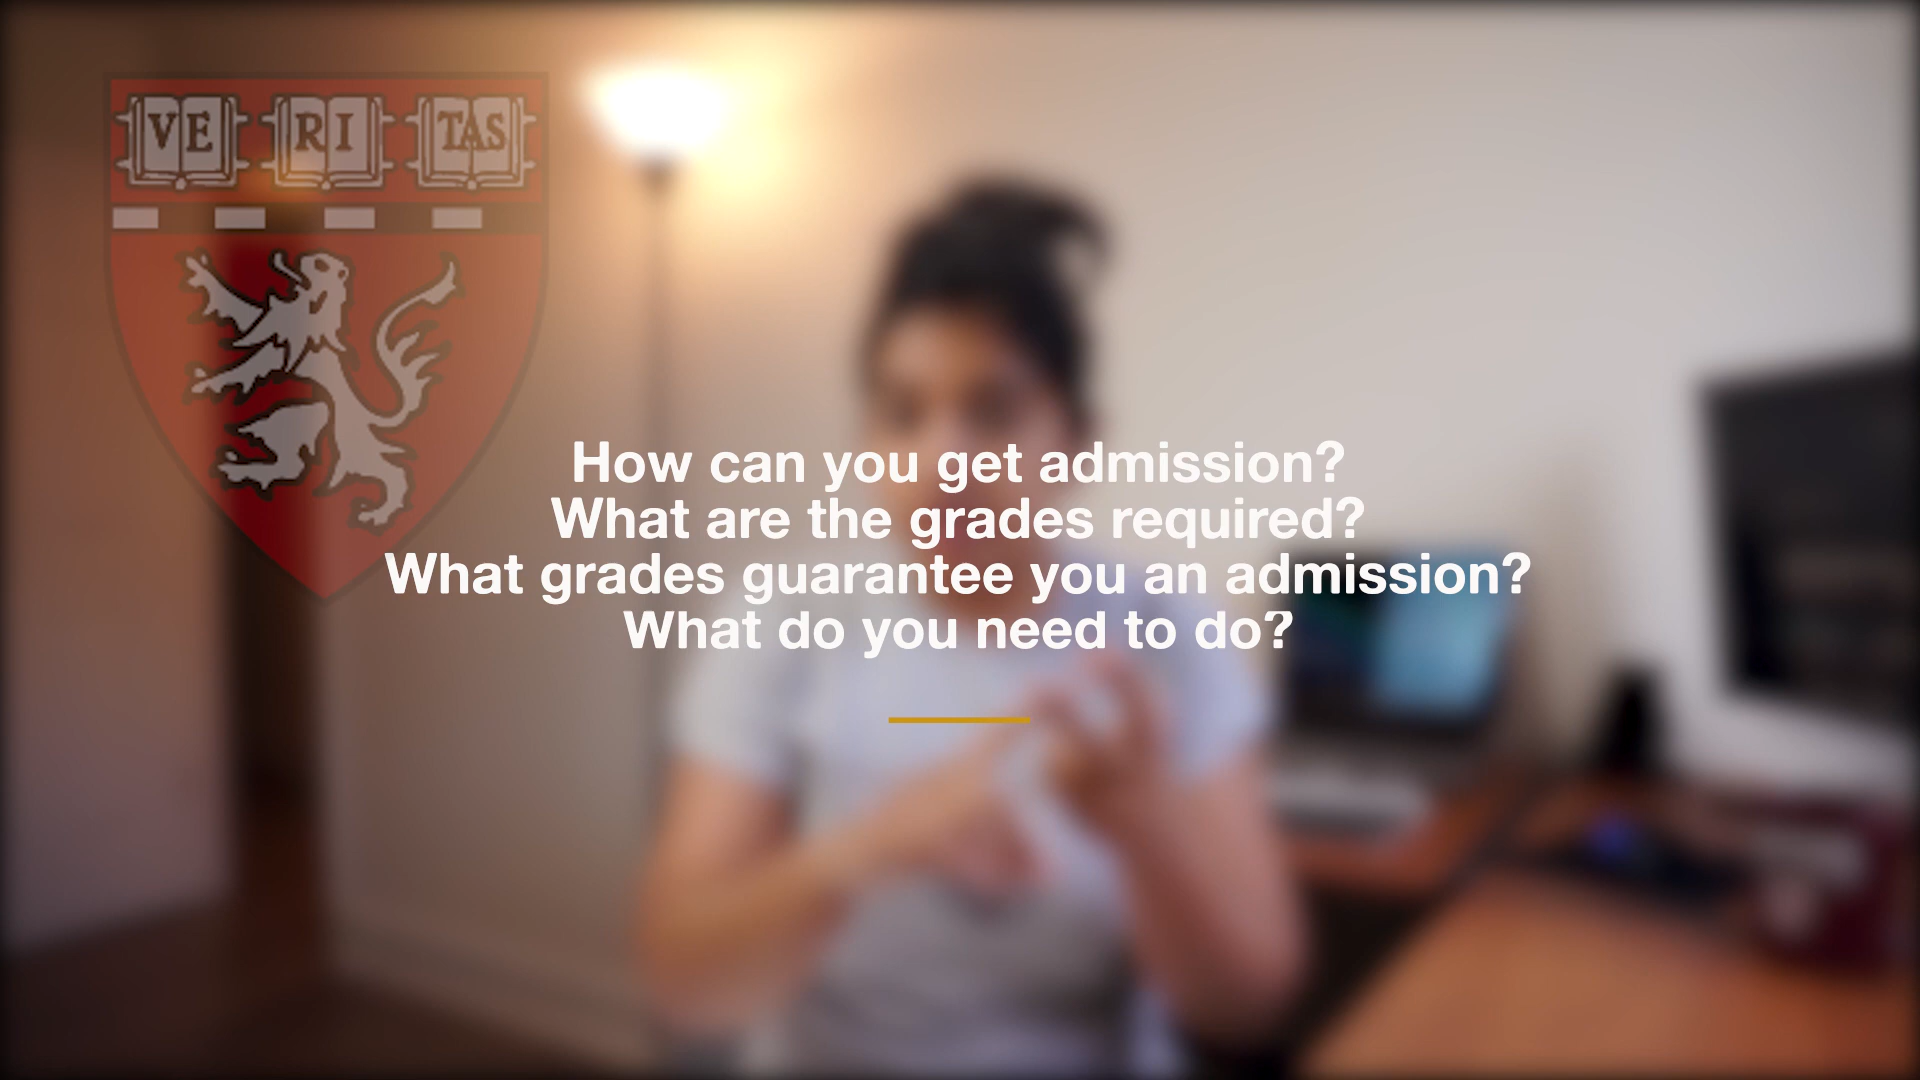 VE RI TAS
How can you get admission?
What are the grades required?
What grades guarantee you an admission?
What do you need to do?